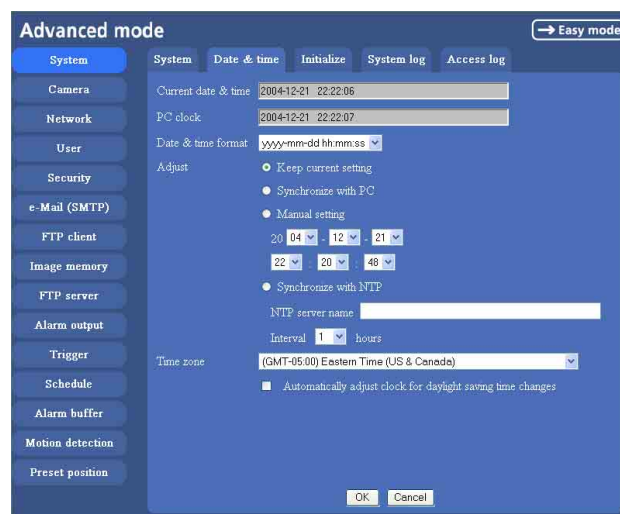 Advanced mode
→ Easy mode
System
Camera
Network
User
Security
e-Mail (SMTP)
FTP client
Image memory
FTP server
Alarm output
Trigger
Schedule
Alarm buffer
Motion detection
Preset position
System Date & time Initialize System log Access log
Current date & time 2004-12-21 22:22:06
PC clock 2004-12-21 22:22:07
Date & time format yyyy-mm-dd hh:mm:ss
Adjust Keep current setting
Synchronize with PC
Manual setting
20 04 - 12 - 21
22 : 20 : 48
Synchronize with NTP
NTP server name
Interval 1 hours
Time zone (GMT-05:00) Eastern Time (US & Canada)
Automatically adjust clock for daylight saving time changes
OK Cancel